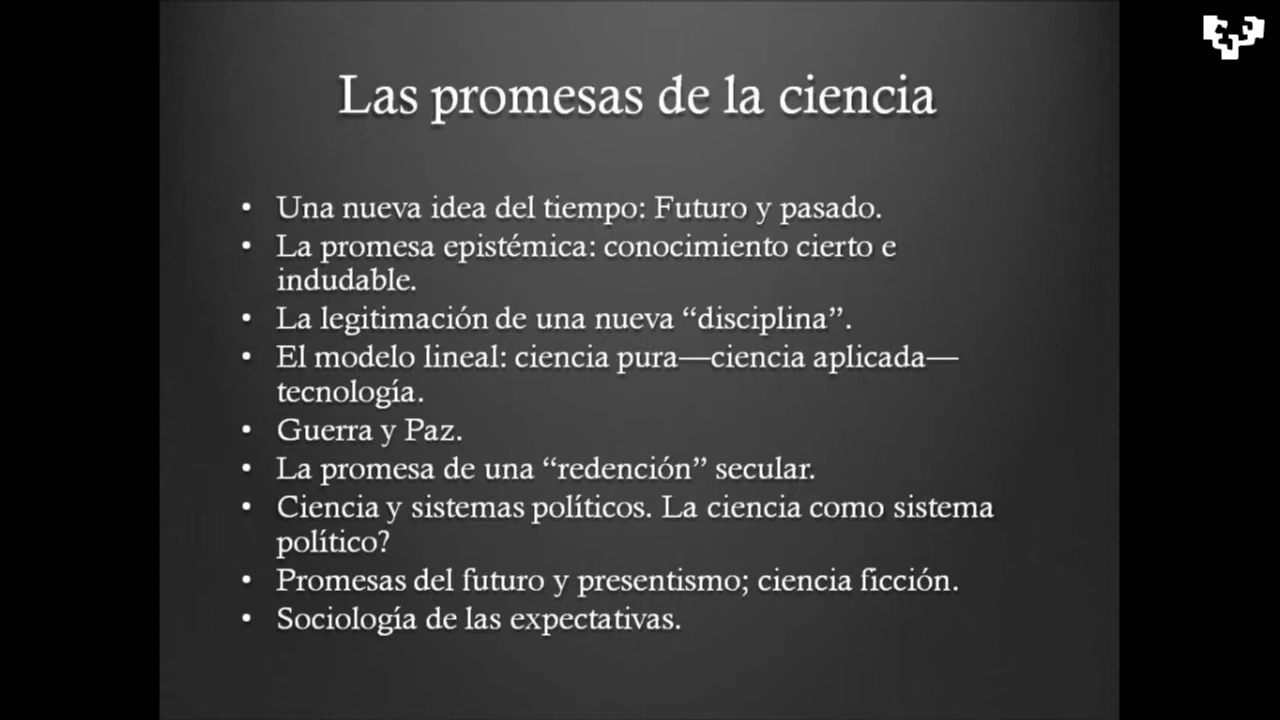 Las promesas de la ciencia
• Una nueva idea del tiempo: Futuro y pasado.
• La promesa epistémica: conocimiento cierto e
indudable.
• La legitimación de una nueva “disciplina”.
• El modelo lineal: ciencia pura—ciencia aplicada—
tecnología.
• Guerra y Paz.
• La promesa de una “redención” secular.
• Ciencia y sistemas políticos. La ciencia como sistema
político?
• Promesas del futuro y presentismo; ciencia ficción.
• Sociología de las expectativas.